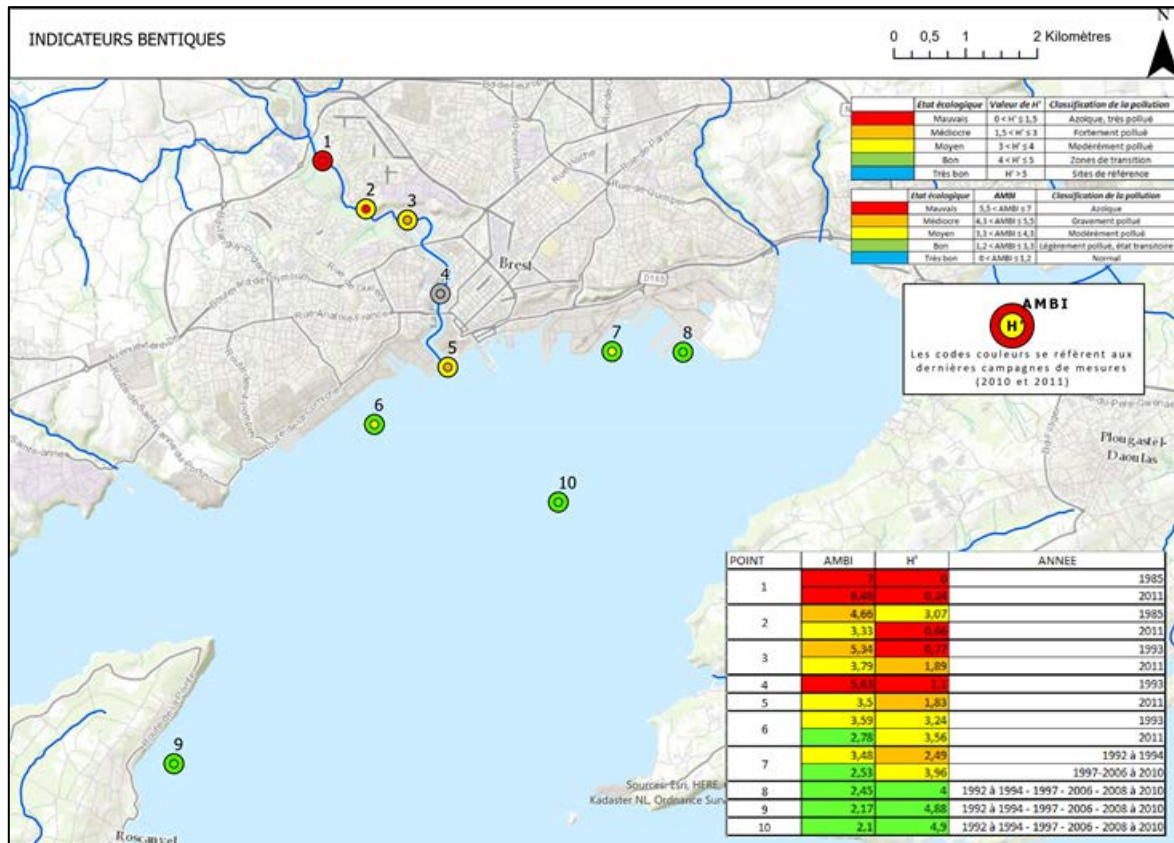 INDICATEURS BENTIQUES
0 0,5 1 2 Kilomètres
N
Etat écologique Valeur de H' Classification de la pollution
Mauvais 0 < H' ≤ 1,5 Azoïque, très pollué
Médiocre 1,5 < H' ≤ 3 Fortement pollué
Moyen 3 < H' ≤ 4 Modérément pollué
Bon 4 < H' ≤ 5 Zones de transition
Très bon H' > 5 Sites de référence
Etat écologique AMBI Classification de la pollution
Mauvais 5,5 < AMBI ≤ 7 Azoïque
Médiocre 4,3 < AMBI ≤ 5,5 Gravement pollué
Moyen 3,3 < AMBI ≤ 4,3 Modérément pollué
Bon 1,2 < AMBI ≤ 3,3 Légèrement pollué, état transitoire
Très bon 0 < AMBI ≤ 1,2 Normal
AMBI
H'
Les codes couleurs se réfèrent aux
dernières campagnes de mesures
(2010 et 2011)
1
2
3
4
Brest
D165
5
7
8
6
10
9
Plougastel-
Daoulas
Roscanvel
POINT AMBI H' ANNEE
1 7 0 1985
6,46 0,24 2011
2 4,66 3,07 1985
3,33 0,66 2011
3 5,34 0,77 1993
3,79 1,89 2011
4 5,63 1,1 1993
5 3,5 1,83 2011
6 3,59 3,24 1993
2,78 3,56 2011
7 3,48 2,49 1992 à 1994
2,53 3,96 1997-2006 à 2010
8 2,45 4 1992 à 1994 - 1997 - 2006 - 2008 à 2010
9 2,17 4,88 1992 à 1994 - 1997 - 2006 - 2008 à 2010
10 2,1 4,9 1992 à 1994 - 1997 - 2006 - 2008 à 2010
Sources: Esri, HERE,
Kadaster NL, Ordnance